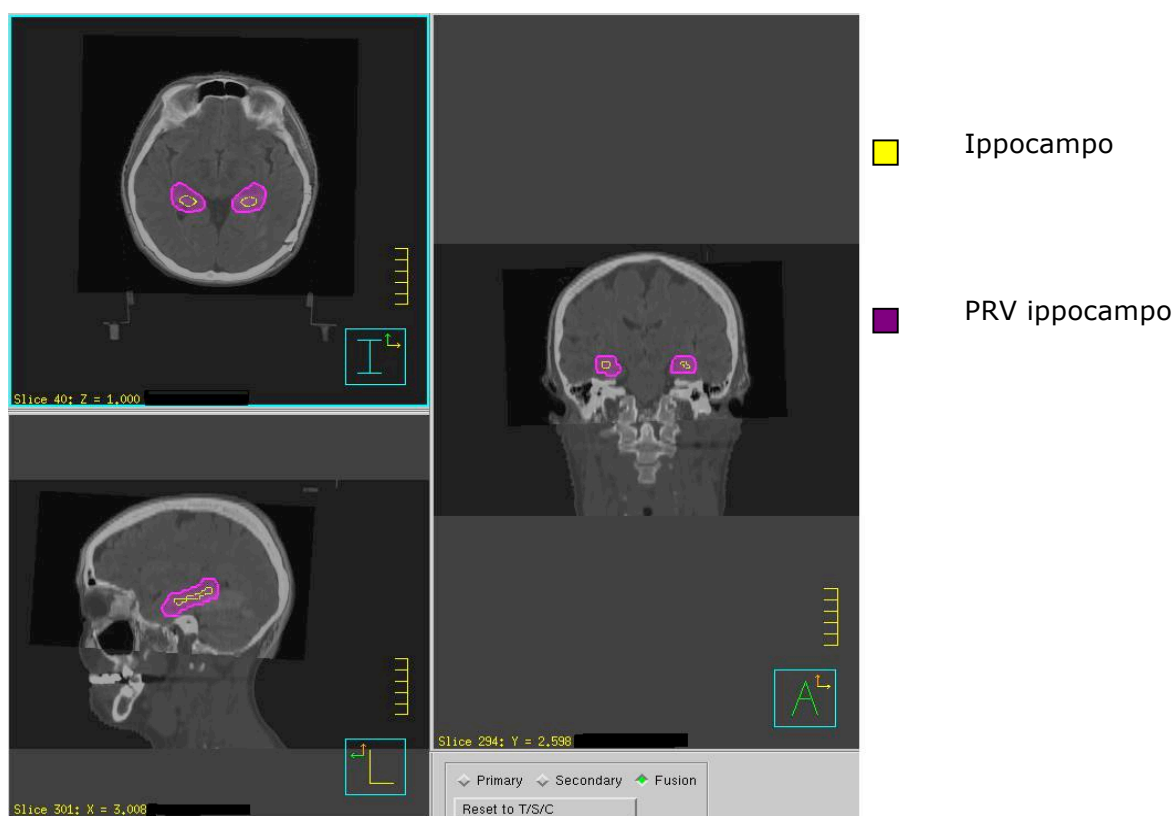 Slice 40: Z = 1.000
Ippocampo
PRV ippocampo
Slice 301: X = 3.008
Slice 294: Y = 2.598
I
A
L
Primary Secondary Fusion
Reset to T/S/C